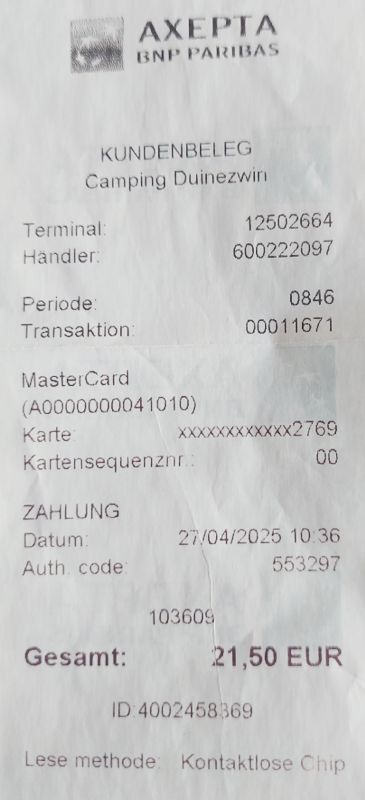 AXEPTA
BNP PARIBAS
KUNDENBELEG
Camping Duinezwin
Terminal: 12502664
Händler: 600222097
Periode: 0846
Transaktion: 00011671
MasterCard
(A0000000041010)
Karte: xxxxxxxxxxxx2769
Kartensequenznr.: 00
ZAHLUNG
Datum: 27/04/2025 10:36
Auth. code: 553297
103609
Gesamt: 21,50 EUR
ID:4002458369
Lese methode: Kontaktlose Chip